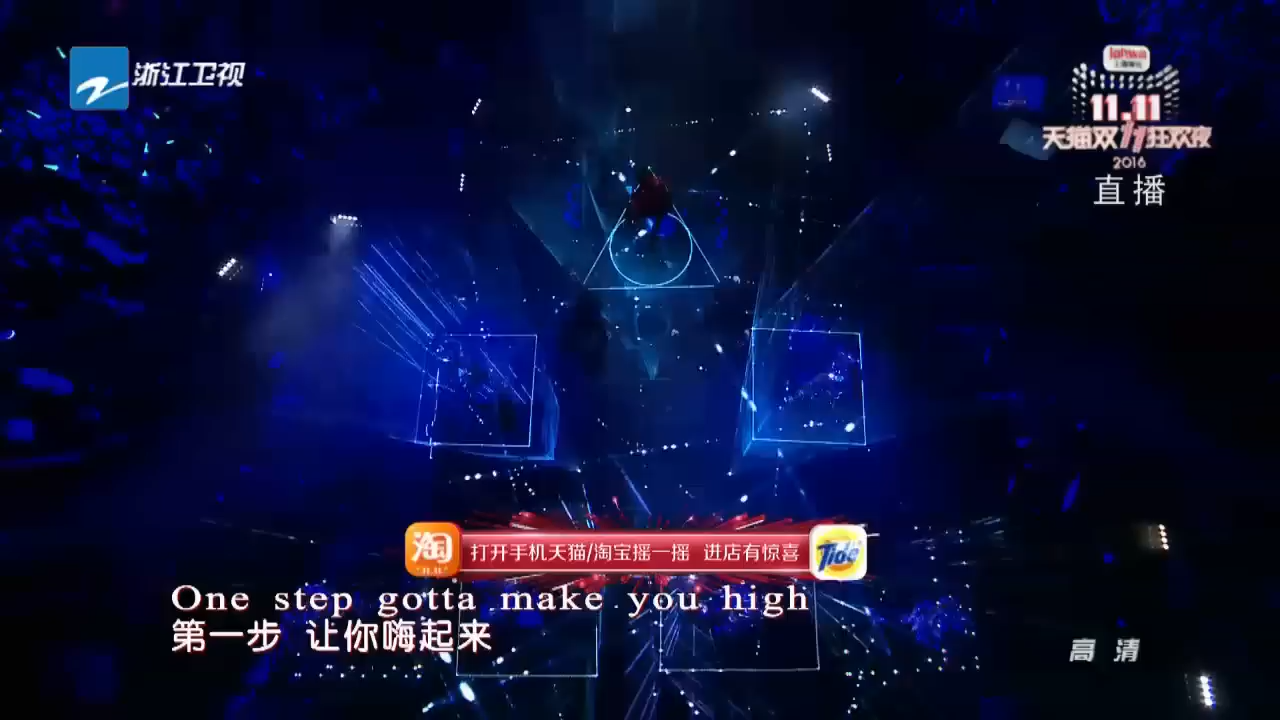 浙江卫视
11.11
天猫双11狂欢夜
2016
直播
淘
11.11
打开手机天猫/淘宝摇一摇 进店有惊喜
Tide
One step gotta make you high
第一步 让你嗨起来
高清